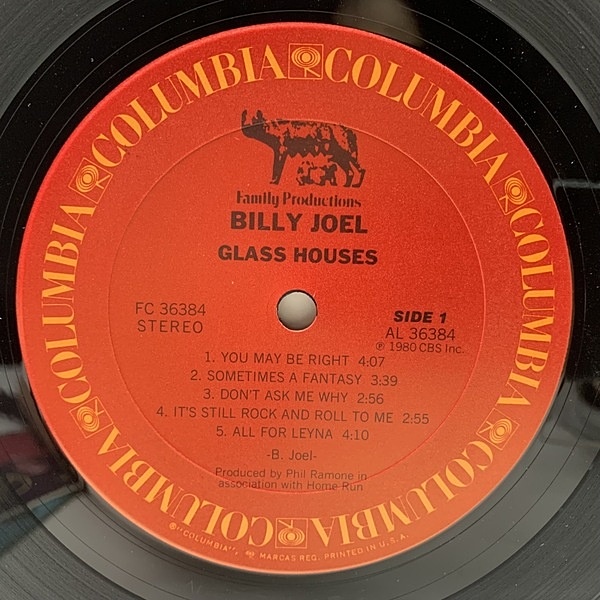 COLUMBIA COLUMBIA COLUMBIA COLUMBIA COLUMBIA COLUMBIA
Family Productions
BILLY JOEL
GLASS HOUSES
FC 36384
STEREO
SIDE 1
AL 36384
℗ 1980 CBS Inc.
1. YOU MAY BE RIGHT 4:07
2. SOMETIMES A FANTASY 3:39
3. DON'T ASK ME WHY 2:56
4. IT'S STILL ROCK AND ROLL TO ME 2:55
5. ALL FOR LEYNA 4:10
-B. Joel-
Produced by Phil Ramone in
association with Home Run
®"COLUMBIA", MARCAS REG. PRINTED IN U.S.A.